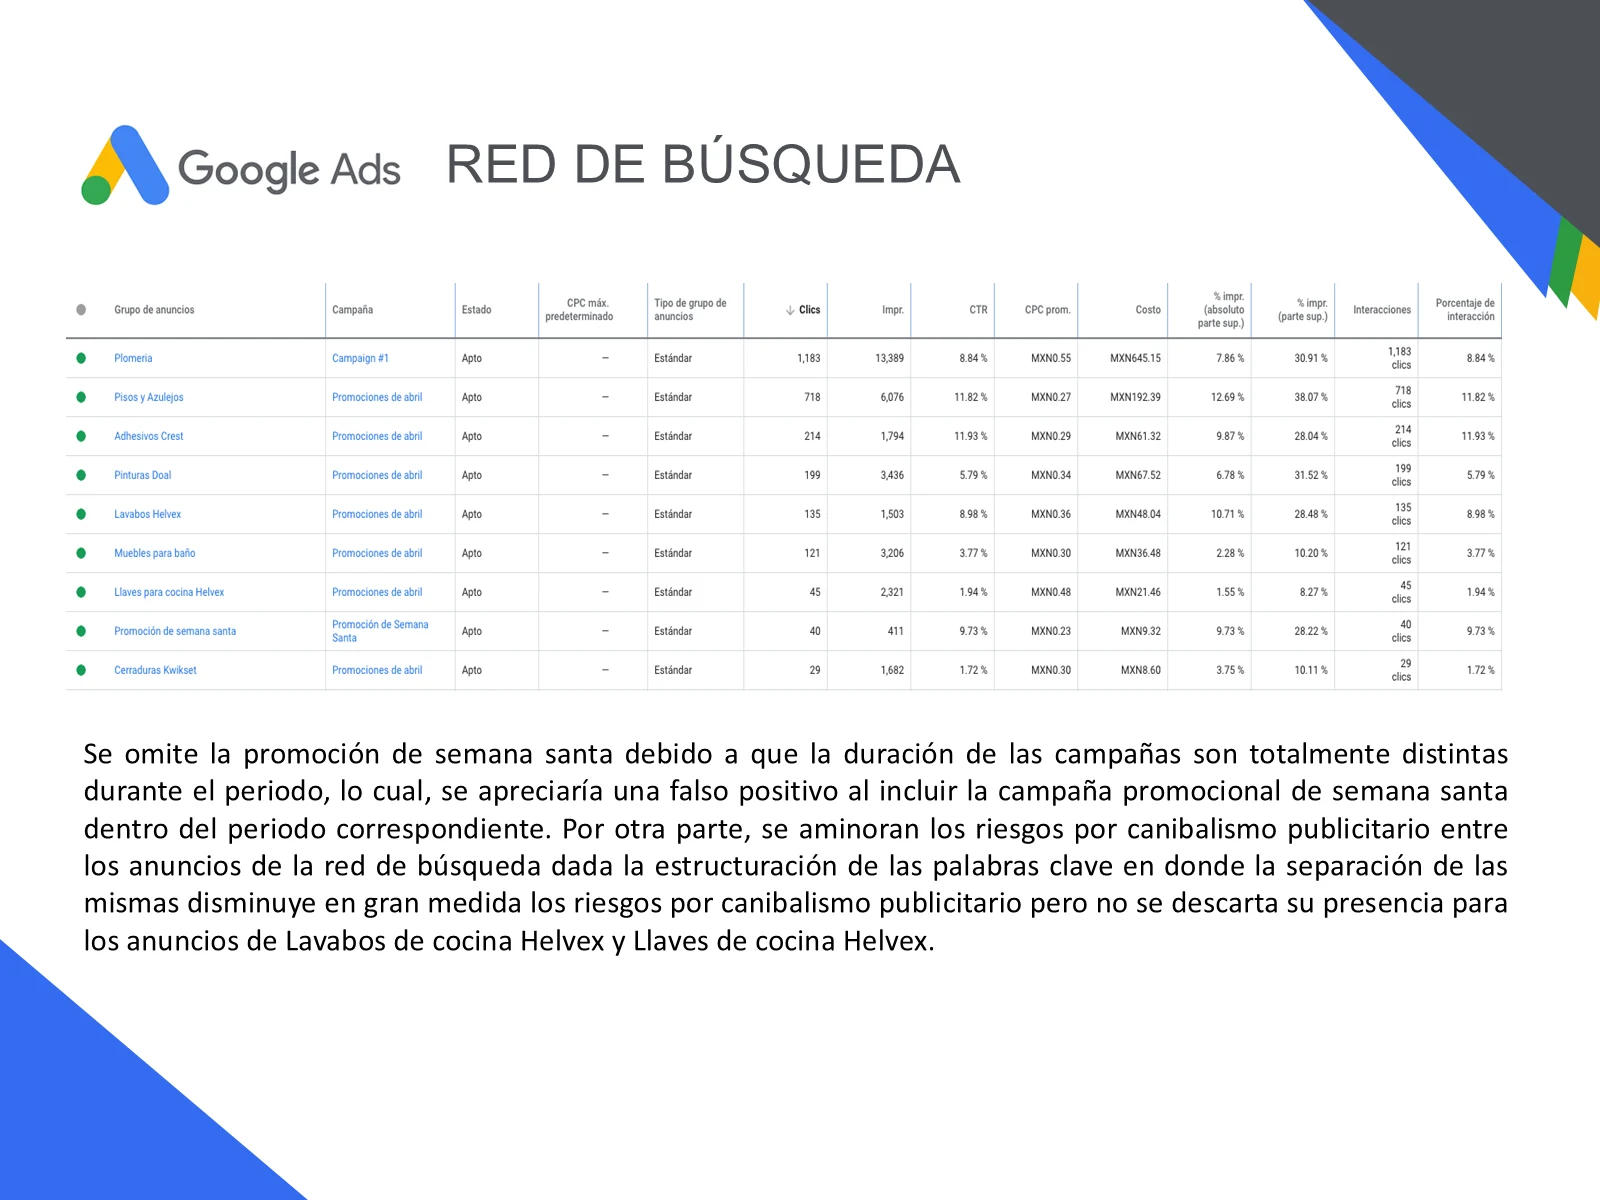 Google Ads RED DE BÚSQUEDA
Grupo de anuncios Campaña Estado CPC máx. predeterminado Tipo de grupo de anuncios ↓ Clics Impr. CTR CPC prom. Costo % impr. (absoluto parte sup.) % impr. (parte sup.) Interacciones Porcentaje de interacción
Plomeria Campaign #1 Apto — Estándar 1,183 13,389 8.84 % MXN0.55 MXN645.15 7.86 % 30.91 % 1,183 clics 8.84 %
Pisos y Azulejos Promociones de abril Apto — Estándar 718 6,076 11.82 % MXN0.27 MXN192.39 12.69 % 38.07 % 718 clics 11.82 %
Adhesivos Crest Promociones de abril Apto — Estándar 214 1,794 11.93 % MXN0.29 MXN61.32 9.87 % 28.04 % 214 clics 11.93 %
Pinturas Doal Promociones de abril Apto — Estándar 199 3,436 5.79 % MXN0.34 MXN67.52 6.78 % 31.52 % 199 clics 5.79 %
Lavabos Helvex Promociones de abril Apto — Estándar 135 1,503 8.98 % MXN0.36 MXN48.04 10.71 % 28.48 % 135 clics 8.98 %
Muebles para baño Promociones de abril Apto — Estándar 121 3,206 3.77 % MXN0.30 MXN36.48 2.28 % 10.20 % 121 clics 3.77 %
Llaves para cocina Helvex Promociones de abril Apto — Estándar 45 2,321 1.94 % MXN0.48 MXN21.46 1.55 % 8.27 % 45 clics 1.94 %
Promoción de semana santa Promoción de Semana Santa Apto — Estándar 40 411 9.73 % MXN0.23 MXN9.32 9.73 % 28.22 % 40 clics 9.73 %
Cerraduras Kwikset Promociones de abril Apto — Estándar 29 1,682 1.72 % MXN0.30 MXN8.60 3.75 % 10.11 % 29 clics 1.72 %
Se omite la promoción de semana santa debido a que la duración de las campañas son totalmente distintas
durante el periodo, lo cual, se apreciaría una falso positivo al incluir la campaña promocional de semana santa
dentro del periodo correspondiente. Por otra parte, se aminoran los riesgos por canibalismo publicitario entre
los anuncios de la red de búsqueda dada la estructuración de las palabras clave en donde la separación de las
mismas disminuye en gran medida los riesgos por canibalismo publicitario pero no se descarta su presencia para
los anuncios de Lavabos de cocina Helvex y Llaves de cocina Helvex.